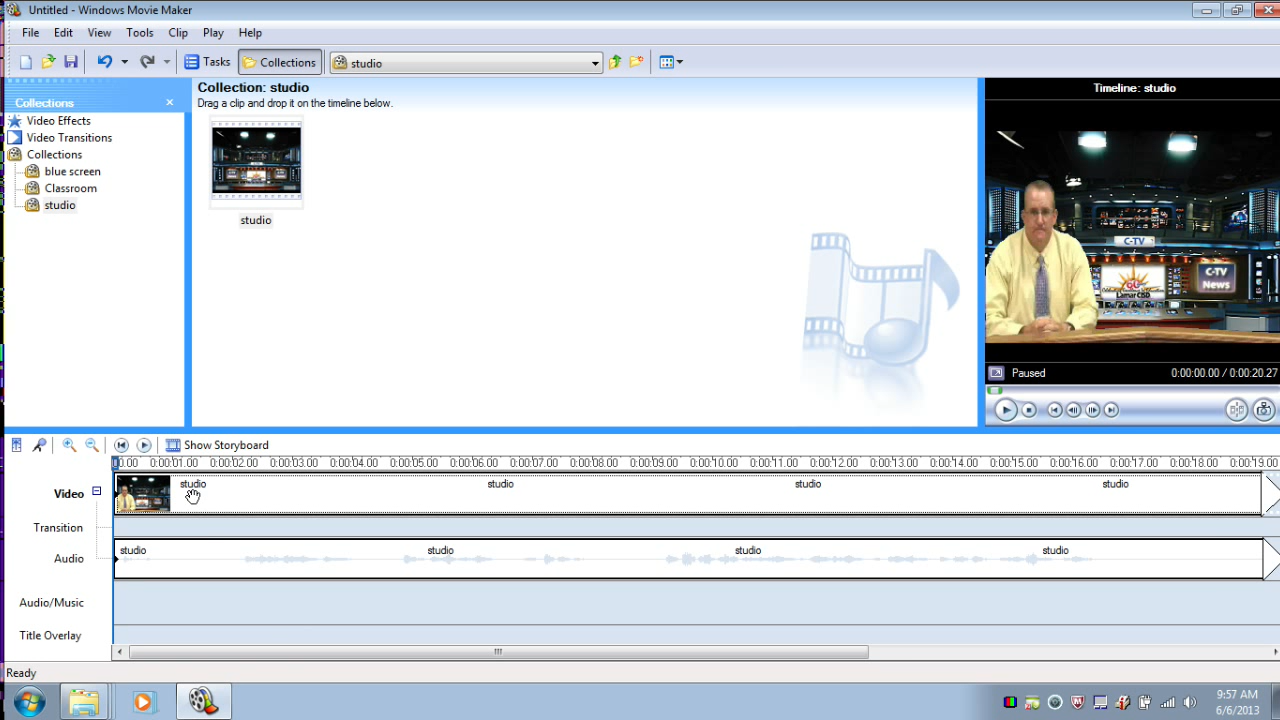 Untitled - Windows Movie Maker
File Edit View Tools Clip Play Help
Tasks Collections studio
Collections
Video Effects
Video Transitions
Collections
blue screen
Classroom
studio
Collection: studio
Drag a clip and drop it on the timeline below.
studio
Timeline: studio
C-TV
C-TV
News
Lamar CISD
Paused 0:00:00.00 / 0:00:20.27
Show Storyboard
0.00 0:00:01.00 0:00:02.00 0:00:03.00 0:00:04.00 0:00:05.00 0:00:06.00 0:00:07.00 0:00:08.00 0:00:09.00 0:00:10.00 0:00:11.00 0:00:12.00 0:00:13.00 0:00:14.00 0:00:15.00 0:00:16.00 0:00:17.00 0:00:18.00 0:00:19.00
Video studio studio studio studio
Transition
Audio studio studio studio studio
Audio/Music
Title Overlay
Ready
9:57 AM
6/6/2013